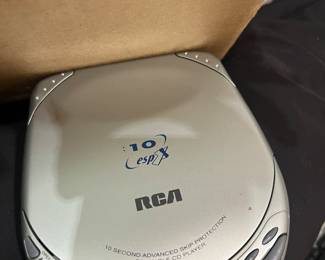 10
esp X
RCA
10 SECOND ADVANCED SKIP PROTECTION
CD PLAYER